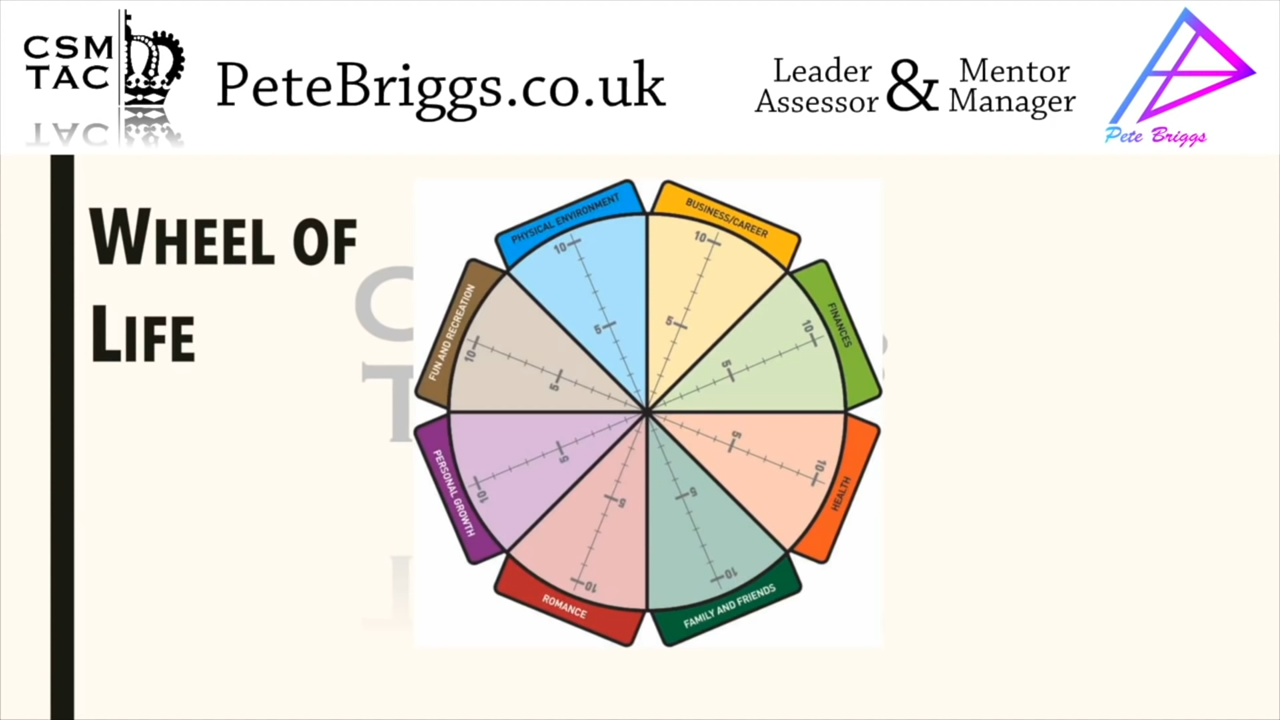 CSM
TAC
PeteBriggs.co.uk
Leader
Assessor
&
Mentor
Manager
Pete Briggs
WHEEL OF
LIFE
PHYSICAL ENVIRONMENT
10
5
BUSINESS/CAREER
10
5
FINANCES
10
5
HEALTH
10
5
FAMILY AND FRIENDS
10
5
ROMANCE
10
5
PERSONAL GROWTH
10
5
FUN AND RECREATION
10
5